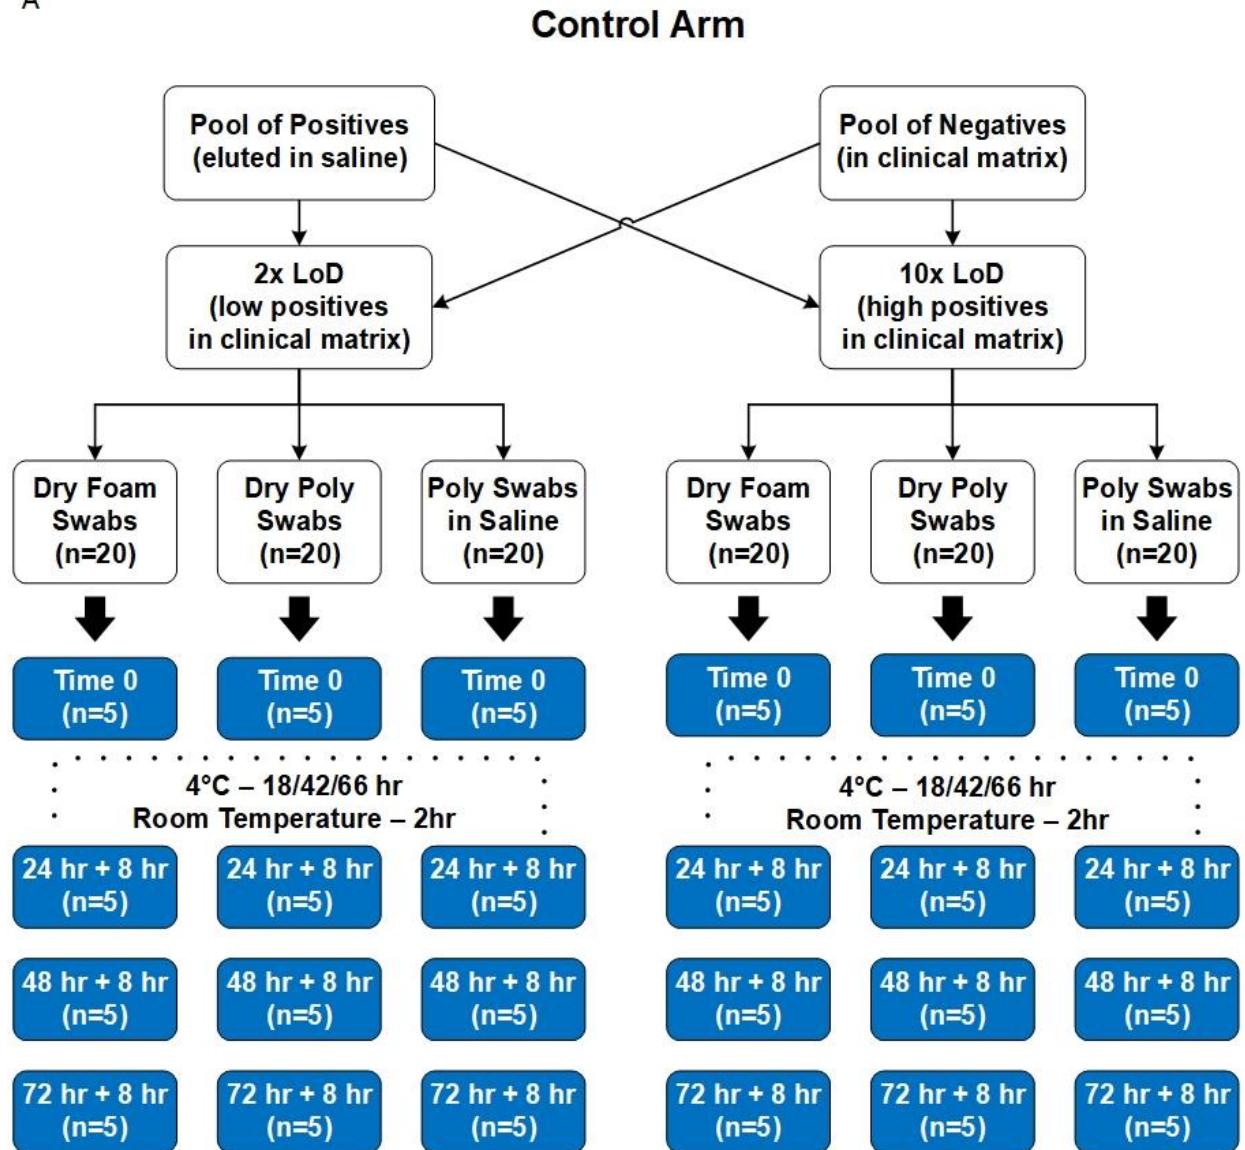 A
Control Arm
Pool of Positives
(eluted in saline)
Pool of Negatives
(in clinical matrix)
2x LoD
(low positives
in clinical matrix)
10x LoD
(high positives
in clinical matrix)
Dry Foam
Swabs
(n=20)
Dry Poly
Swabs
(n=20)
Poly Swabs
in Saline
(n=20)
Dry Foam
Swabs
(n=20)
Dry Poly
Swabs
(n=20)
Poly Swabs
in Saline
(n=20)
Time 0
(n=5)
Time 0
(n=5)
Time 0
(n=5)
Time 0
(n=5)
Time 0
(n=5)
Time 0
(n=5)
4°C – 18/42/66 hr
Room Temperature – 2hr
4°C – 18/42/66 hr
Room Temperature – 2hr
24 hr + 8 hr
(n=5)
24 hr + 8 hr
(n=5)
24 hr + 8 hr
(n=5)
24 hr + 8 hr
(n=5)
24 hr + 8 hr
(n=5)
24 hr + 8 hr
(n=5)
48 hr + 8 hr
(n=5)
48 hr + 8 hr
(n=5)
48 hr + 8 hr
(n=5)
48 hr + 8 hr
(n=5)
48 hr + 8 hr
(n=5)
48 hr + 8 hr
(n=5)
72 hr + 8 hr
(n=5)
72 hr + 8 hr
(n=5)
72 hr + 8 hr
(n=5)
72 hr + 8 hr
(n=5)
72 hr + 8 hr
(n=5)
72 hr + 8 hr
(n=5)